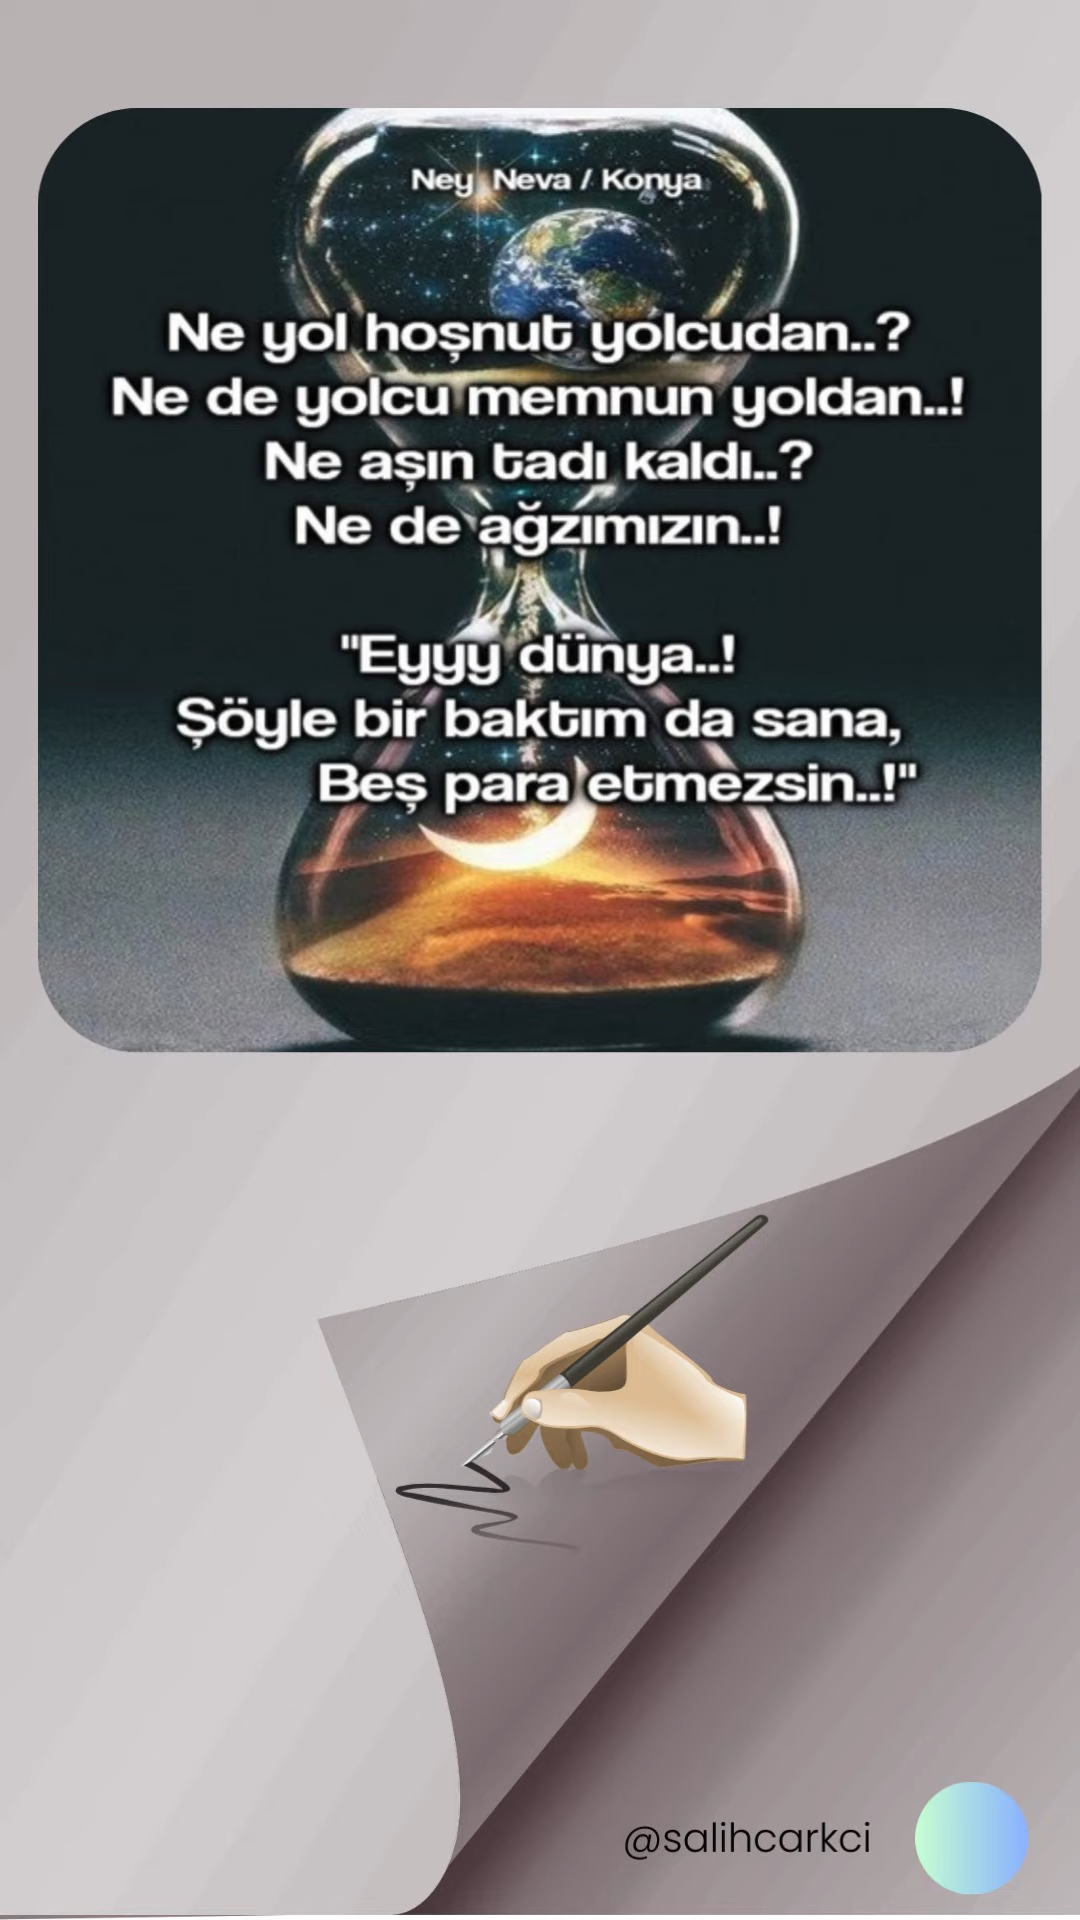 Ney Neva / Konya
Ne yol hoşnut yolcudan..?
Ne de yolcu memnun yoldan..!
Ne aşın tadı kaldı..?
Ne de ağzımızın..!
"Eyyy dünya..!
Şöyle bir baktım da sana,
Beş para etmezsin..!"
@salihcarkci